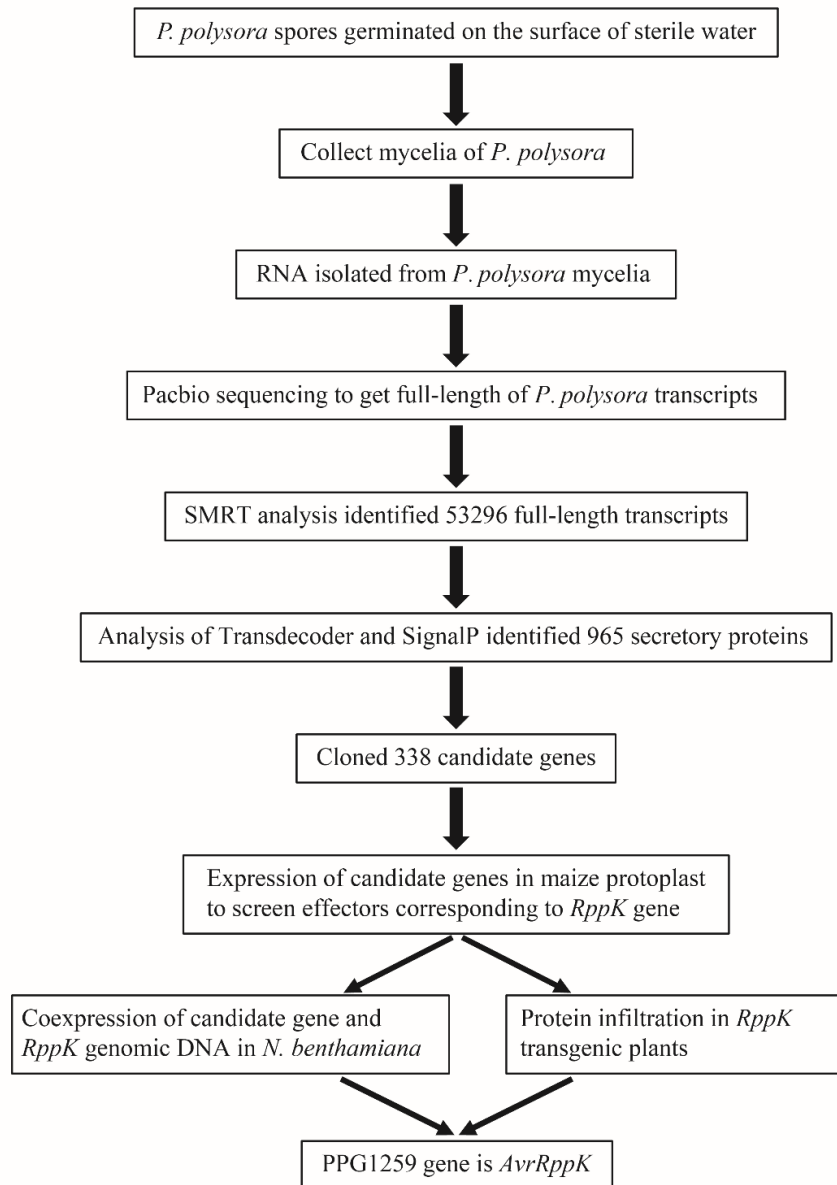 P. polysora spores germinated on the surface of sterile water
Collect mycelia of P. polysora
RNA isolated from P. polysora mycelia
Pacbio sequencing to get full-length of P. polysora transcripts
SMRT analysis identified 53296 full-length transcripts
Analysis of Transdecoder and SignalP identified 965 secretory proteins
Cloned 338 candidate genes
Expression of candidate genes in maize protoplast
to screen effectors corresponding to RppK gene
Coexpression of candidate gene and
RppK genomic DNA in N. benthamiana
Protein infiltration in RppK
transgenic plants
PPG1259 gene is AvrRppK